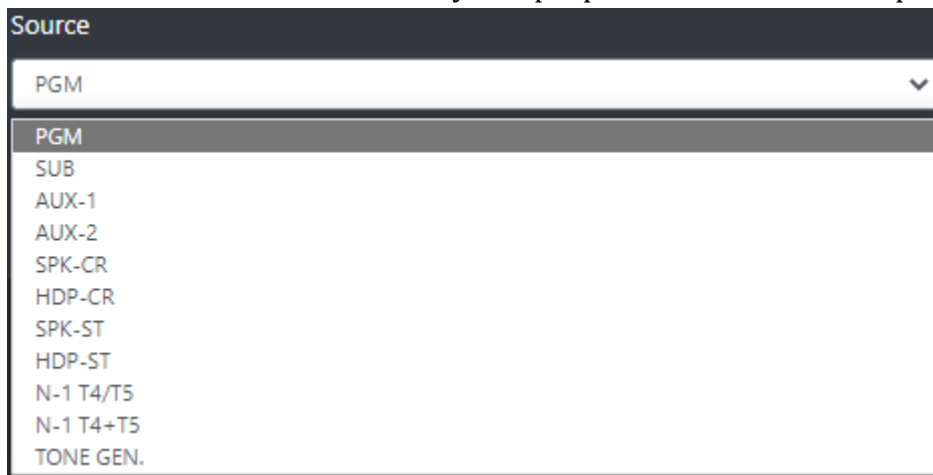 Source
PGM
PGM
SUB
AUX-1
AUX-2
SPK-CR
HDP-CR
SPK-ST
HDP-ST
N-1 T4/T5
N-1 T4+T5
TONE GEN.